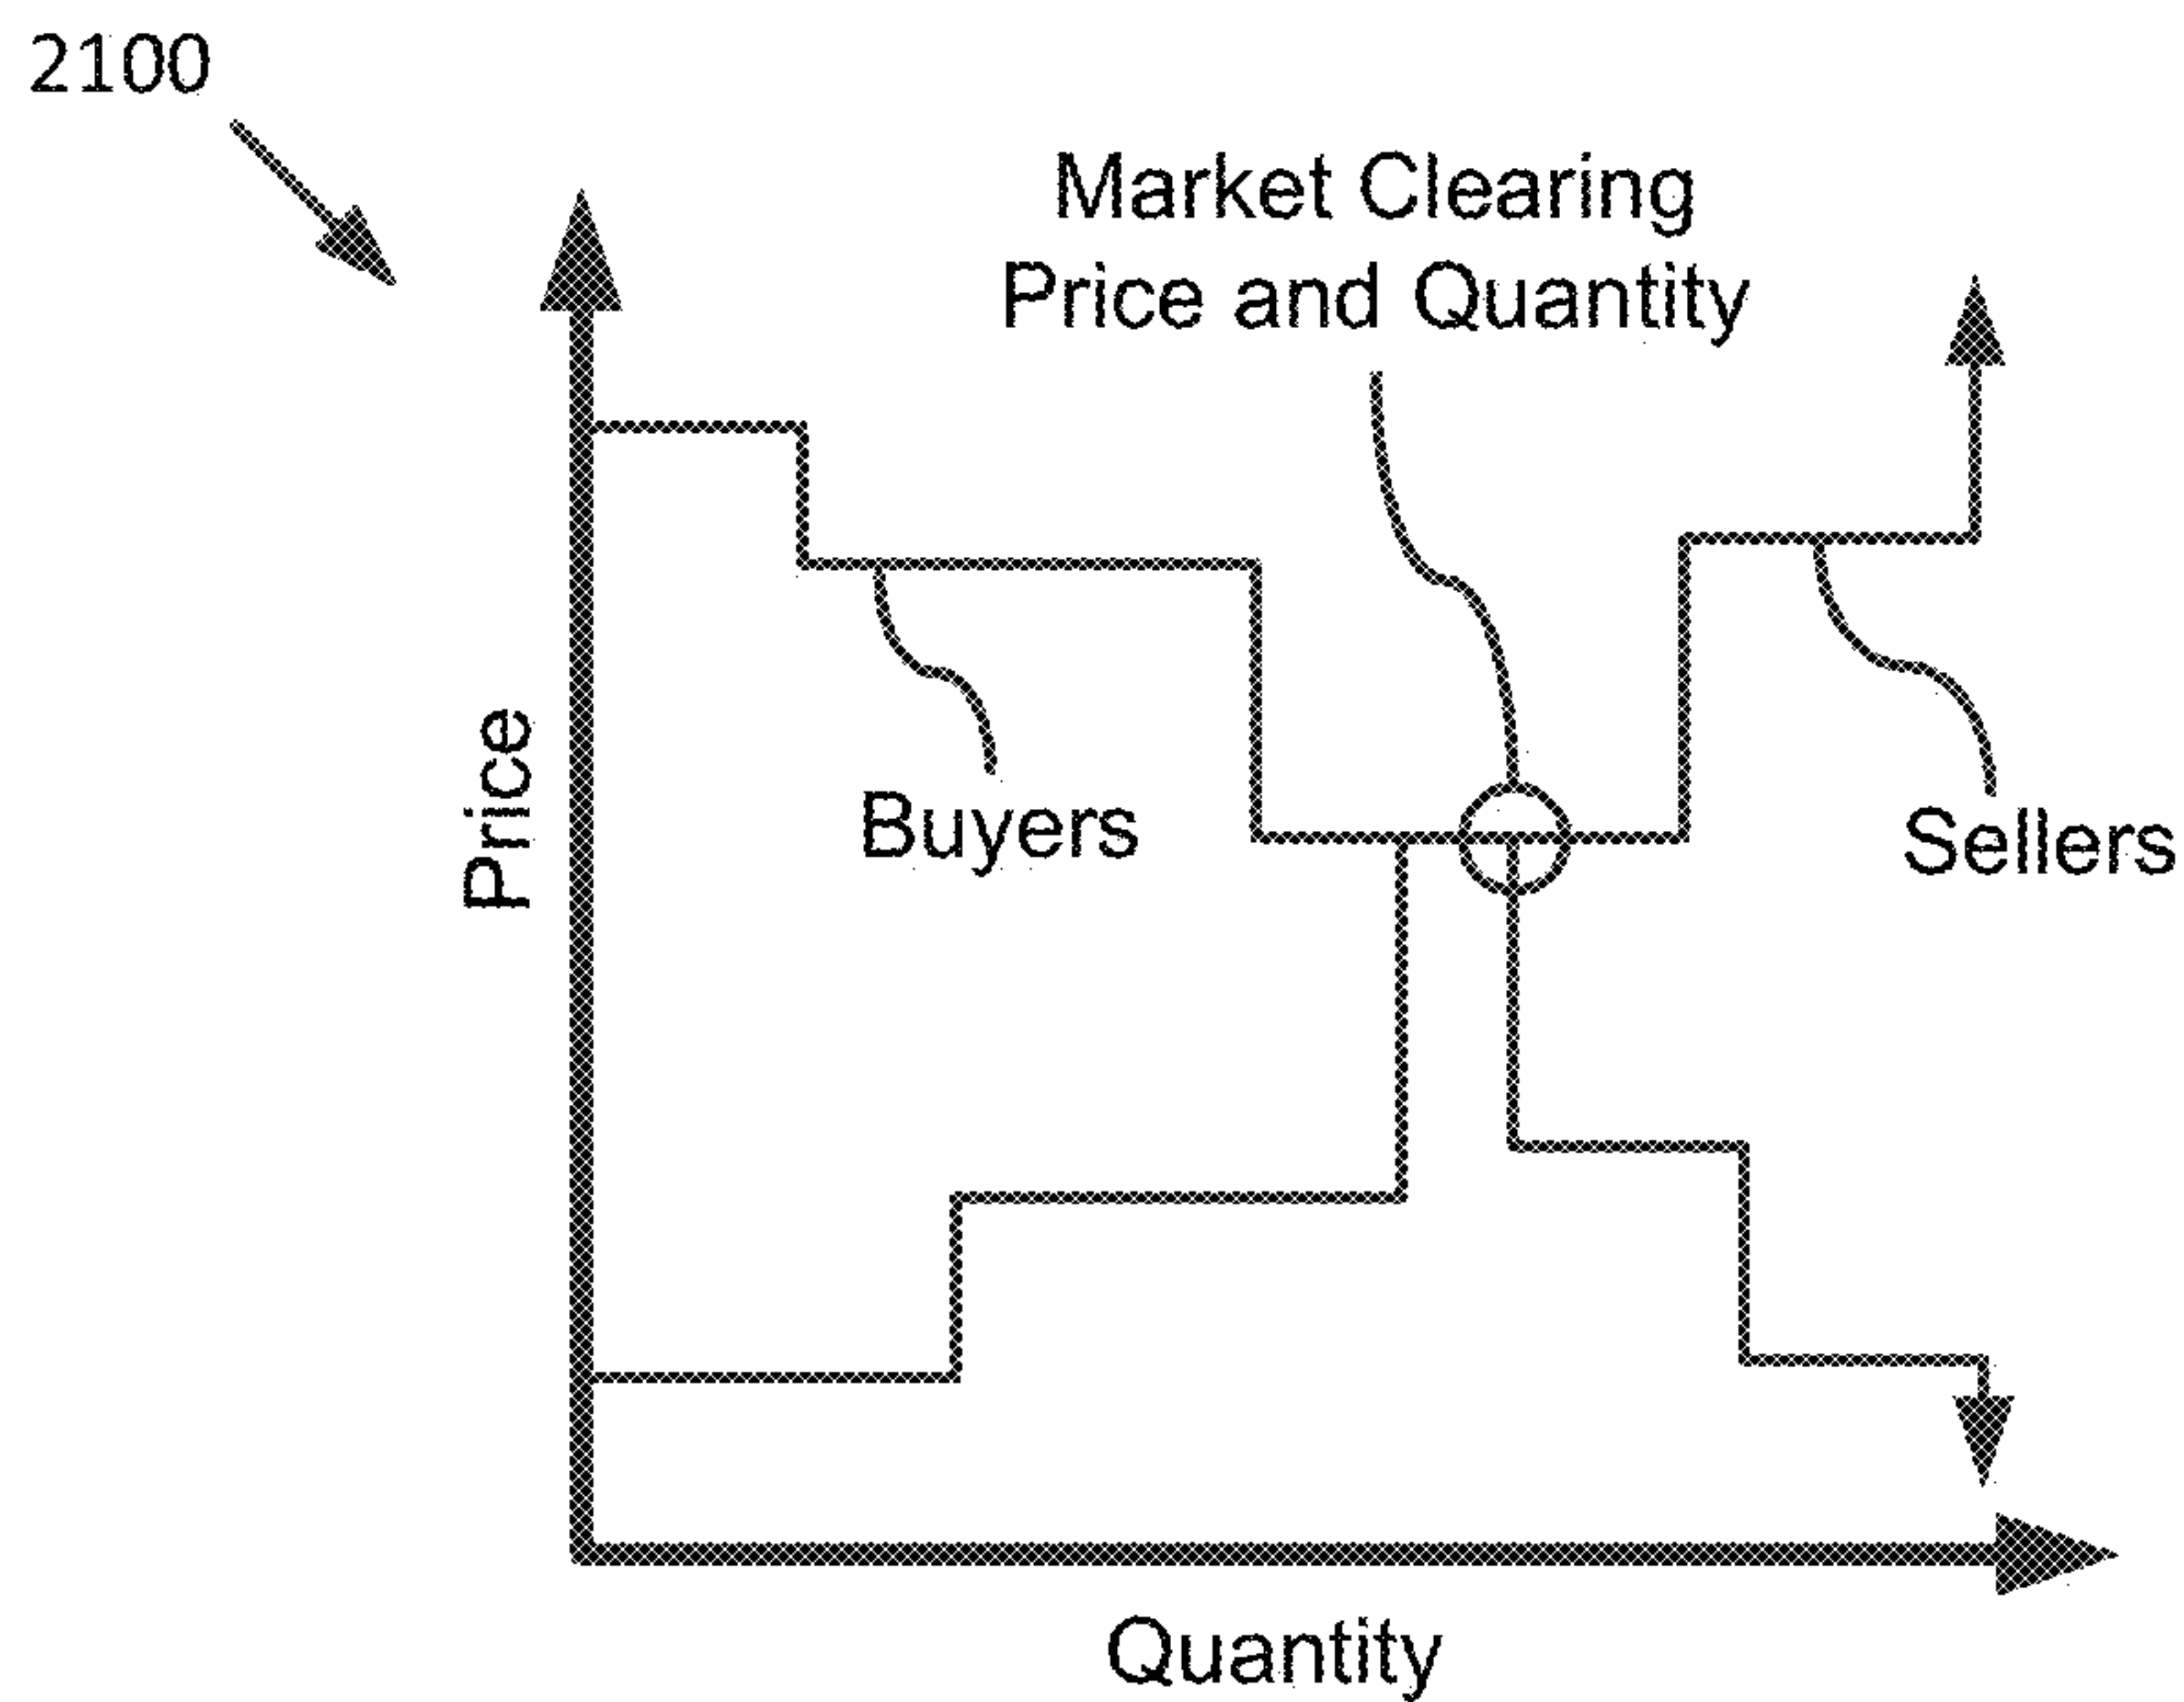 2100
Market Clearing
Price and Quantity
Price
Buyers
Sellers
Quantity